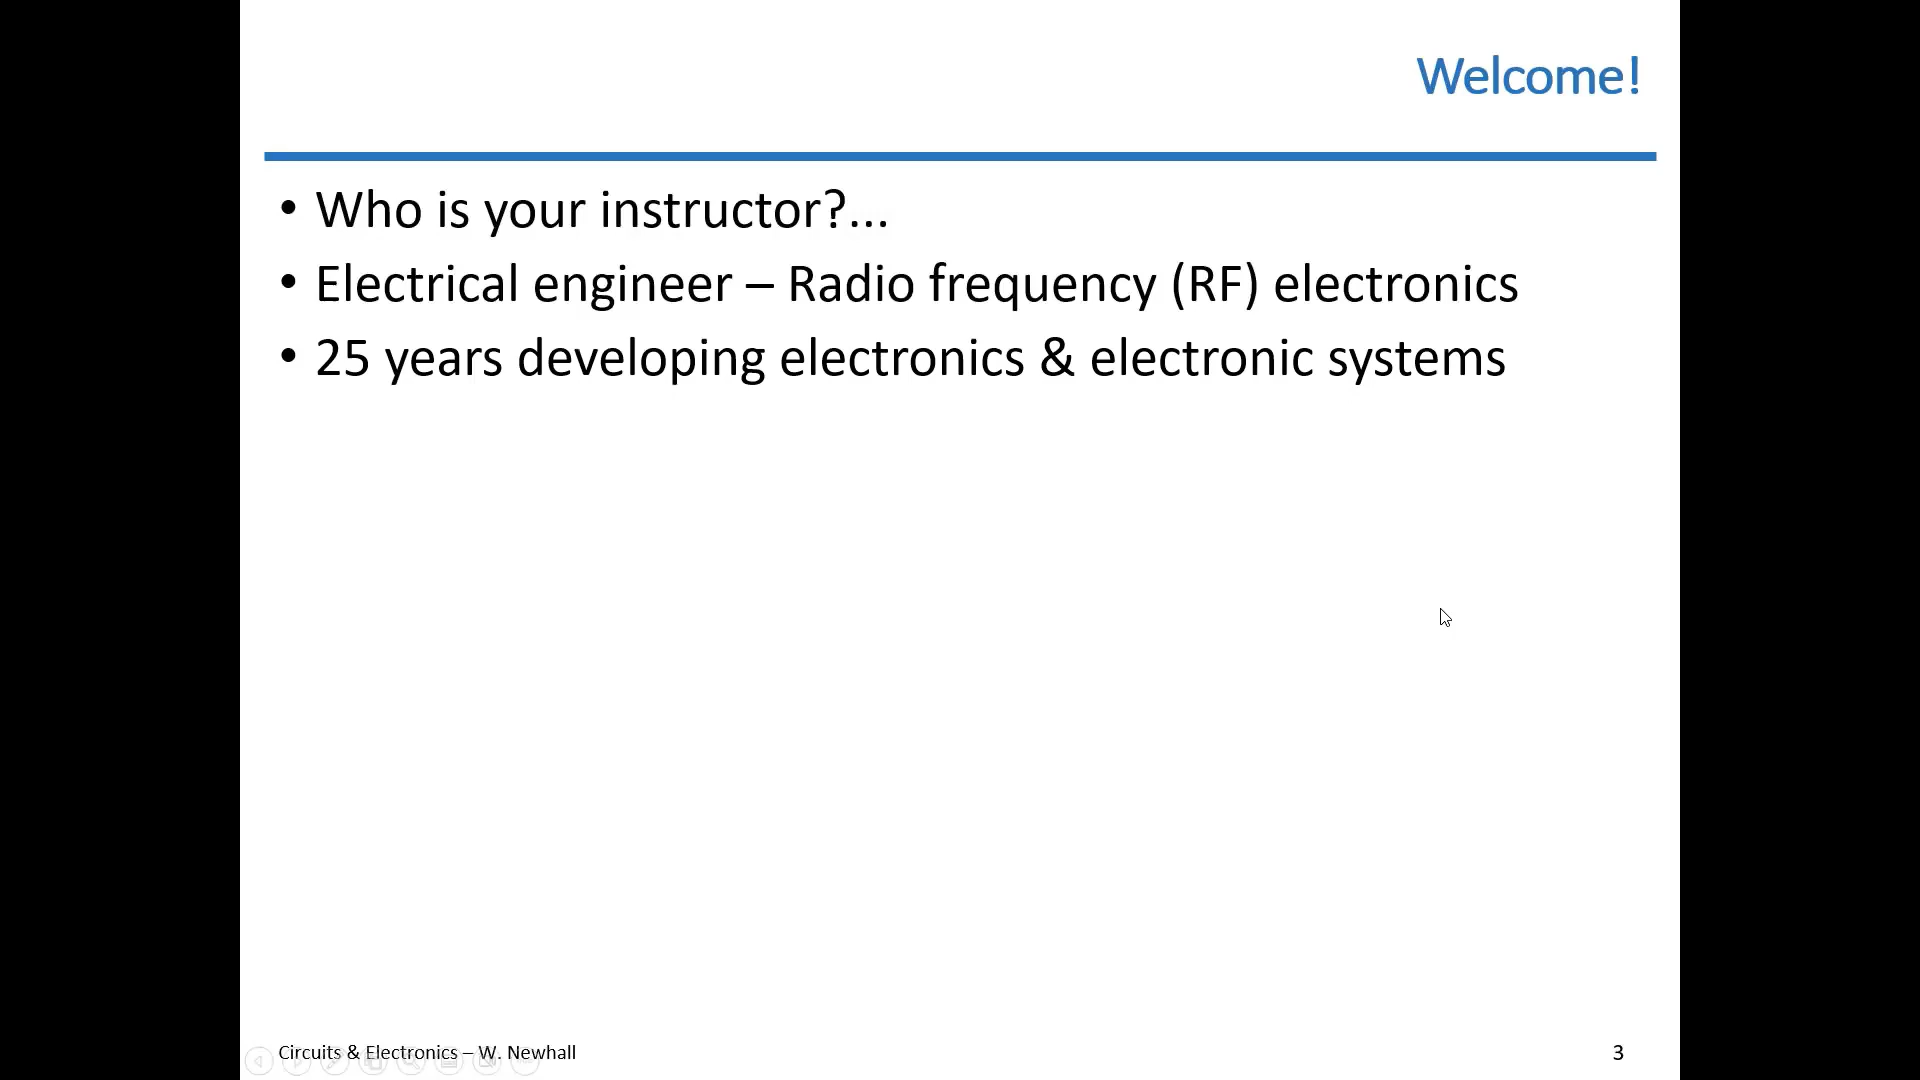 Welcome!
• Who is your instructor?...
• Electrical engineer – Radio frequency (RF) electronics
• 25 years developing electronics & electronic systems
Circuits & Electronics – W. Newhall
3